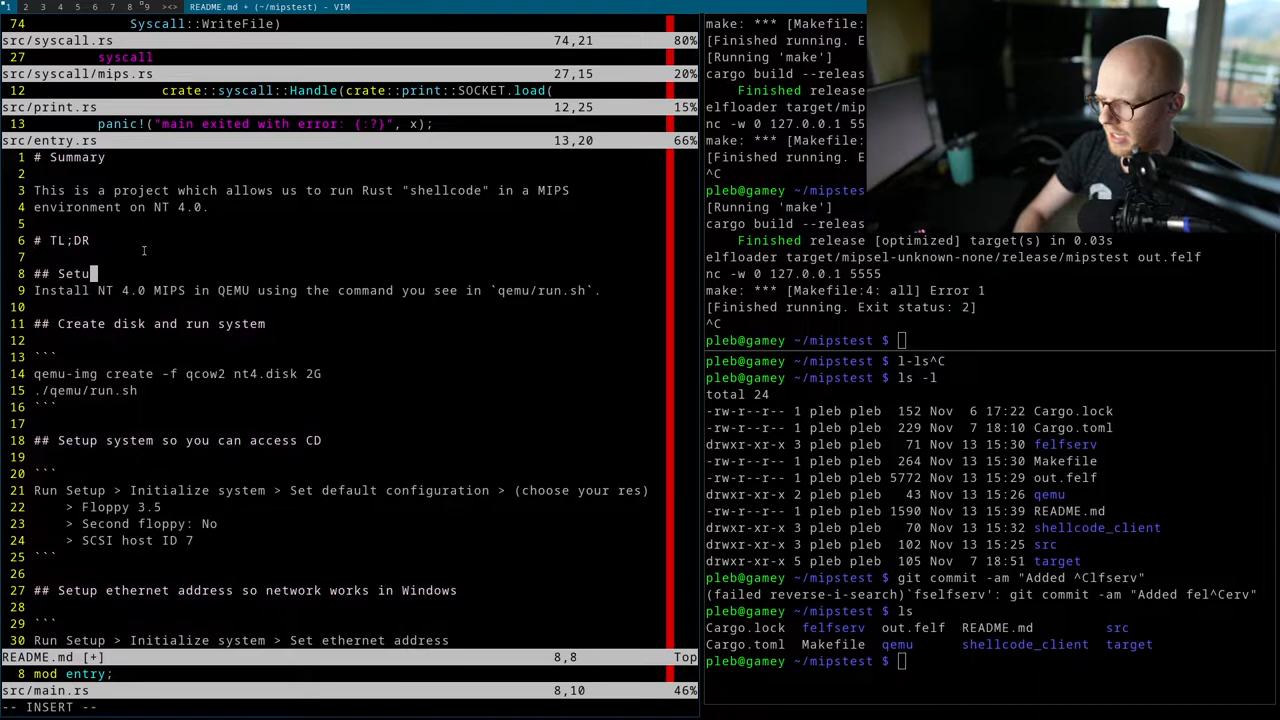 1 2 3 4 5 6 7 8 9 ><> README.md + (~/mipstest) - VIM
74 Syscall::WriteFile)
src/syscall.rs 74,21 80%
27 syscall
src/syscall/mips.rs 27,15 20%
12 crate::syscall::Handle(crate::print::SOCKET.load(
src/print.rs 12,25 15%
13 panic!("main exited with error: {:?}", x);
src/entry.rs 13,20 66%
1 # Summary
2
3 This is a project which allows us to run Rust "shellcode" in a MIPS
4 environment on NT 4.0.
5
6 # TL;DR
7
8 ## Setu
9 Install NT 4.0 MIPS in QEMU using the command you see in `qemu/run.sh`.
10
11 ## Create disk and run system
12
13 ```
14 qemu-img create -f qcow2 nt4.disk 2G
15 ./qemu/run.sh
16 ```
17
18 ## Setup system so you can access CD
19
20 ```
21 Run Setup > Initialize system > Set default configuration > (choose your res)
22 > Floppy 3.5
23 > Second floppy: No
24 > SCSI host ID 7
25 ```
26
27 ## Setup ethernet address so network works in Windows
28
29 ```
30 Run Setup > Initialize system > Set ethernet address
README.md [+] 8,8 Top
8 mod entry;
src/main.rs 8,10 46%
-- INSERT --
make: *** [Makefile:
[Finished running. E
[Running 'make']
cargo build --releas
Finished release
elfloader target/mip
nc -w 0 127.0.0.1 55
make: *** [Makefile:
[Finished running. E
^C
pleb@gamey ~/mipstes
[Running 'make']
cargo build --releas
Finished release [optimized] target(s) in 0.03s
elfloader target/mipsel-unknown-none/release/mipstest out.felf
nc -w 0 127.0.0.1 5555
make: *** [Makefile:4: all] Error 1
[Finished running. Exit status: 2]
^C
pleb@gamey ~/mipstest $
pleb@gamey ~/mipstest $ l-ls^C
pleb@gamey ~/mipstest $ ls -l
total 24
-rw-r--r-- 1 pleb pleb 152 Nov 6 17:22 Cargo.lock
-rw-r--r-- 1 pleb pleb 229 Nov 7 18:10 Cargo.toml
drwxr-xr-x 3 pleb pleb 71 Nov 13 15:30 felfserv
-rw-r--r-- 1 pleb pleb 264 Nov 13 15:30 Makefile
-rw-r--r-- 1 pleb pleb 5772 Nov 13 15:29 out.felf
drwxr-xr-x 2 pleb pleb 43 Nov 13 15:26 qemu
-rw-r--r-- 1 pleb pleb 1590 Nov 13 15:39 README.md
drwxr-xr-x 3 pleb pleb 70 Nov 13 15:32 shellcode_client
drwxr-xr-x 3 pleb pleb 102 Nov 13 15:25 src
drwxr-xr-x 5 pleb pleb 105 Nov 7 18:51 target
pleb@gamey ~/mipstest $ git commit -am "Added ^Clfserv"
(failed reverse-i-search)`fselfserv': git commit -am "Added fel^Cerv"
pleb@gamey ~/mipstest $ ls
Cargo.lock felfserv out.felf README.md src
Cargo.toml Makefile qemu shellcode_client target
pleb@gamey ~/mipstest $